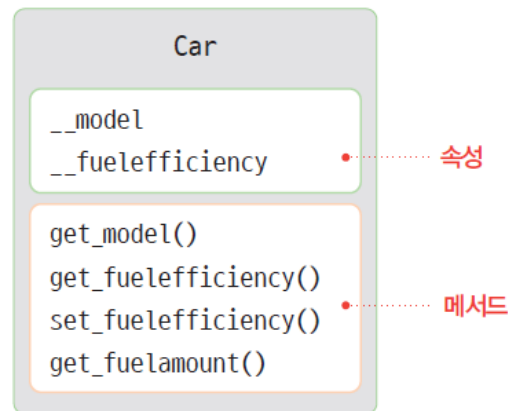 Car
__model
__fuelefficiency
속성
get_model()
get_fuelefficiency()
set_fuelefficiency()
get_fuelamount()
메서드